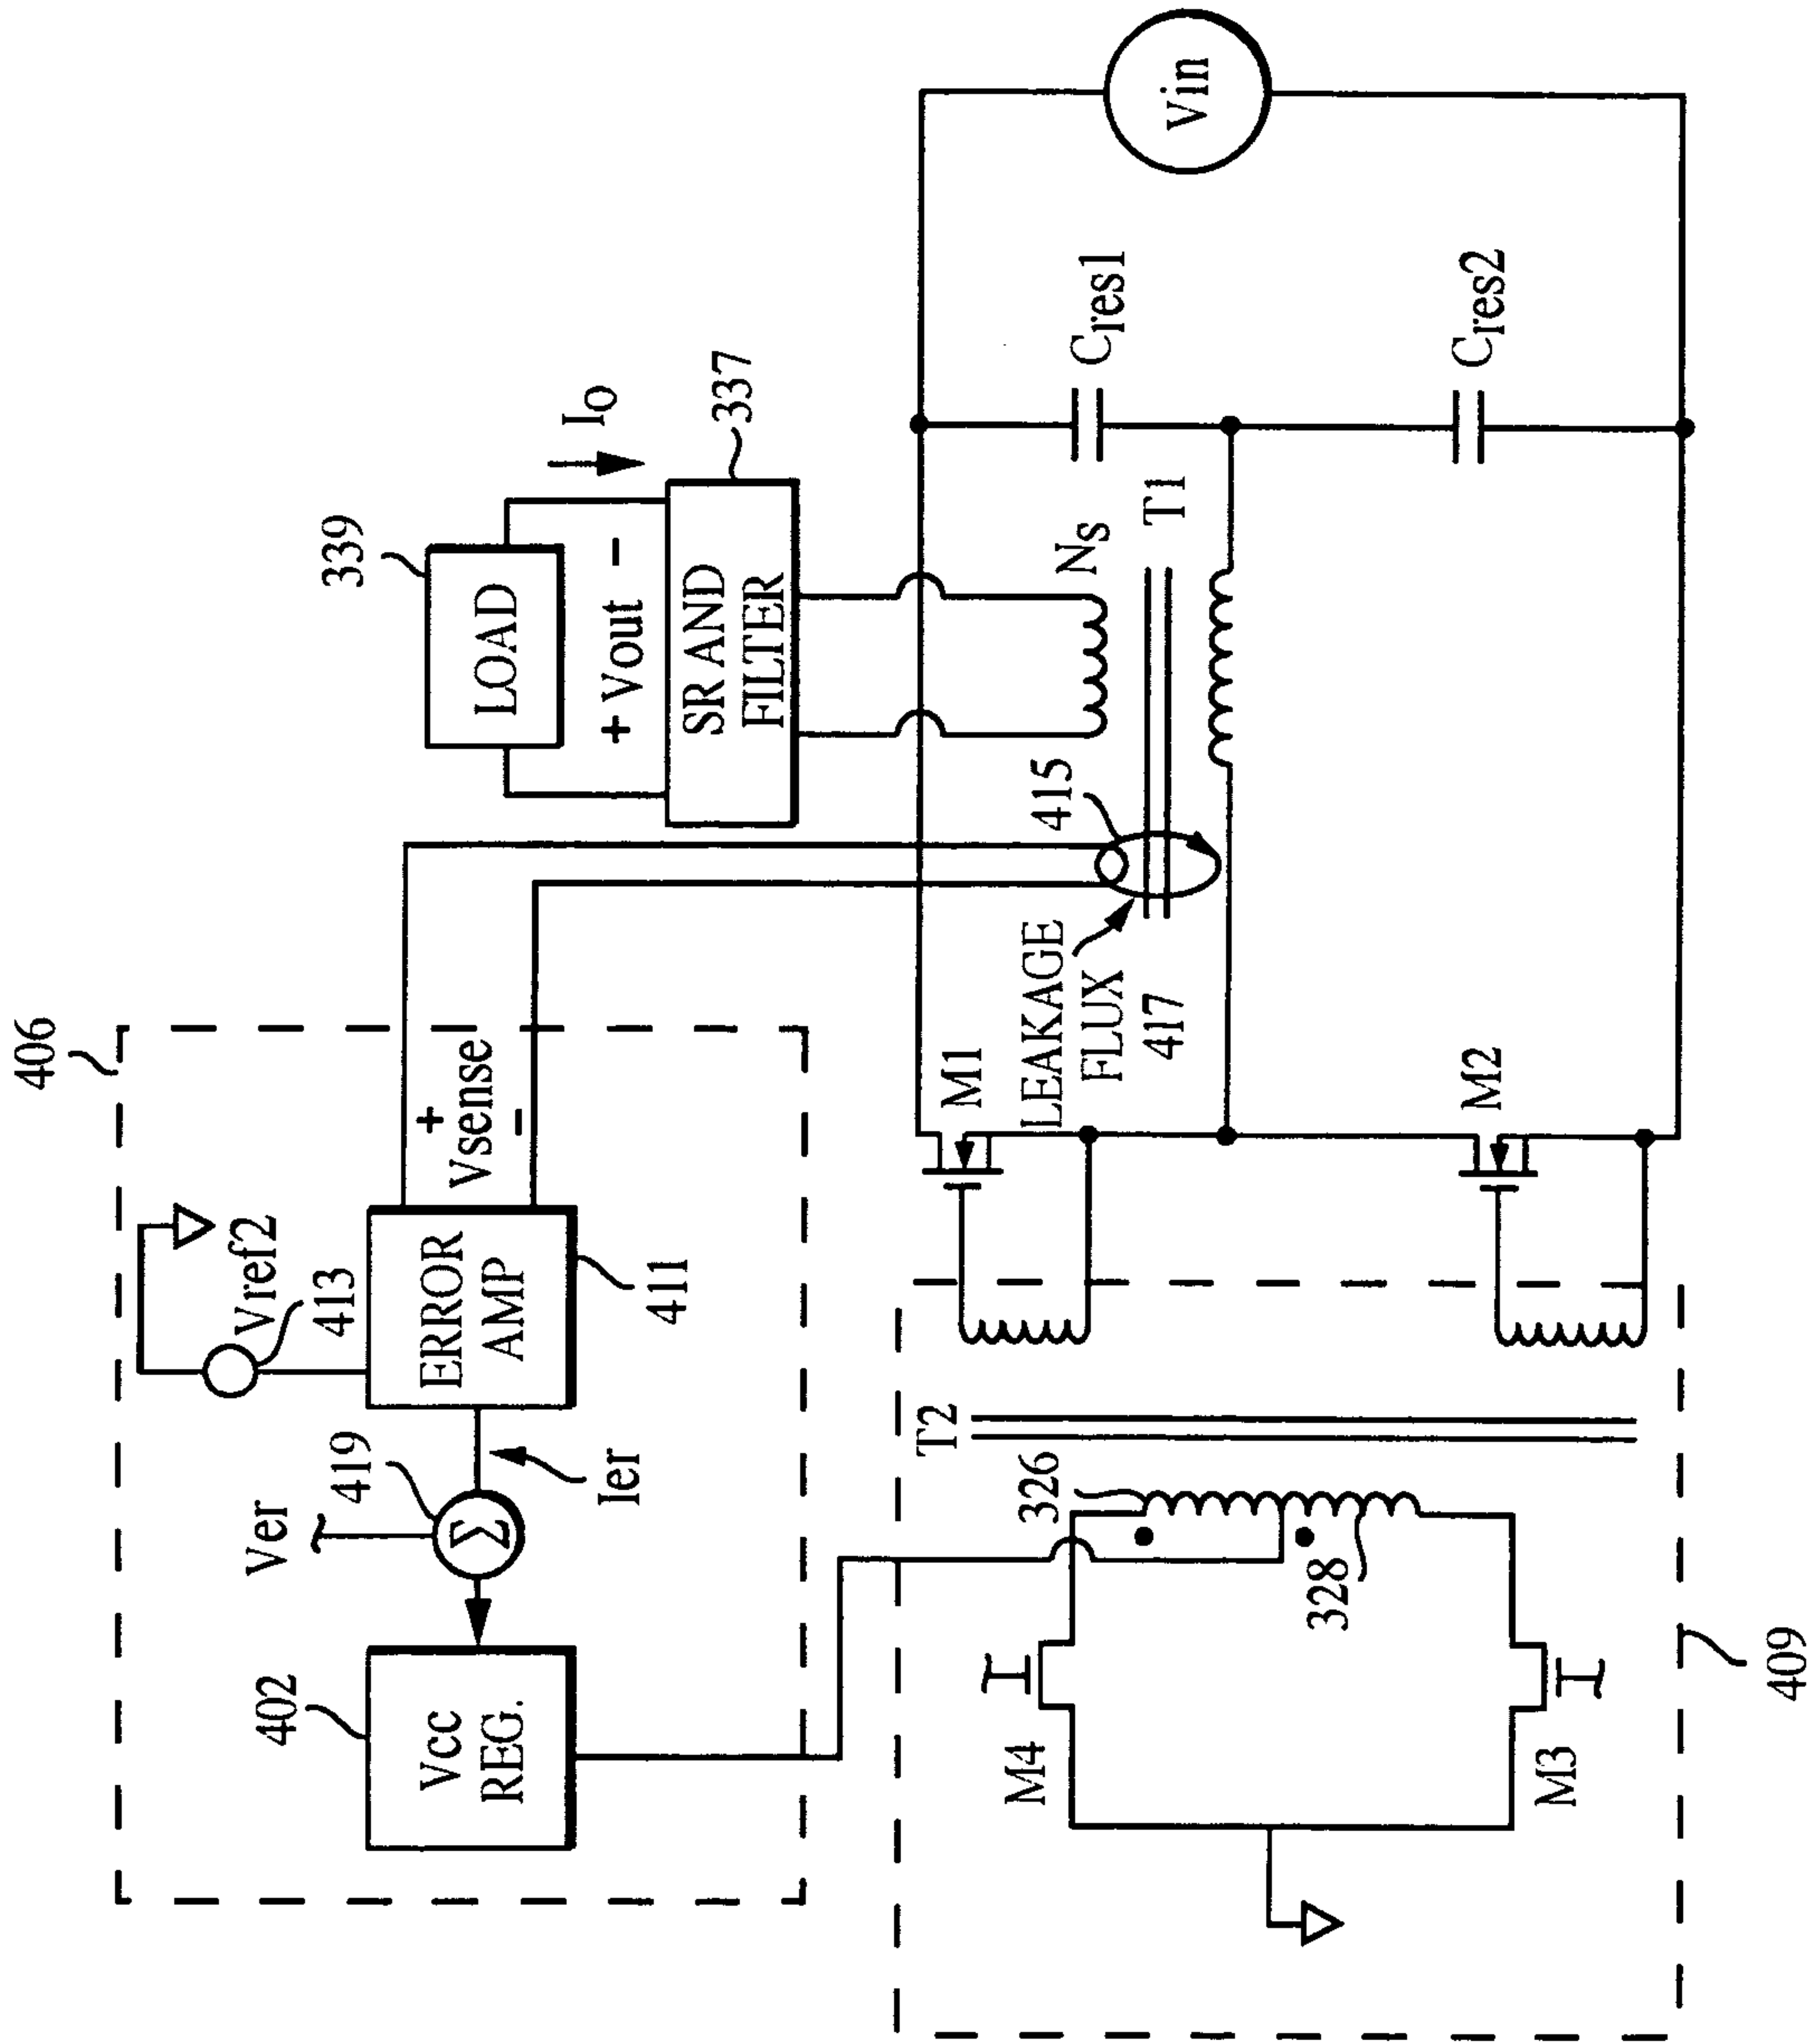 406
Ver
419
Vref2
413
402
Vcc
REG.
Σ
Ier
ERROR
AMP
411
+
Vsense
-
339
LOAD
+ Vout -
IO
SR AND
FILTER
337
NS
T1
415
LEAKAGE
FLUX
417
M1
M2
Cres1
Cres2
Vin
T2
326
328
M4
M3
409